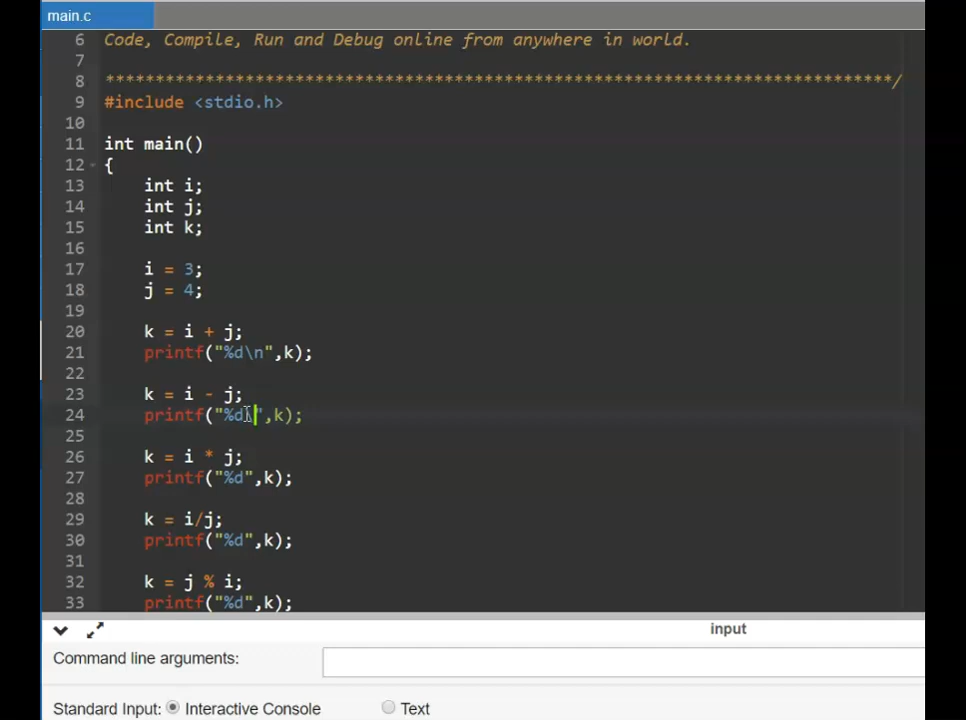 main.c
6 Code, Compile, Run and Debug online from anywhere in world.
7
8 *******************************************************************************/
9 #include <stdio.h>
10
11 int main()
12 {
13 int i;
14 int j;
15 int k;
16
17 i = 3;
18 j = 4;
19
20 k = i + j;
21 printf("%d\n",k);
22
23 k = i - j;
24 printf("%d\",k);
25
26 k = i * j;
27 printf("%d",k);
28
29 k = i/j;
30 printf("%d",k);
31
32 k = j % i;
33 printf("%d",k);
input
Command line arguments:
Standard Input: Interactive Console Text